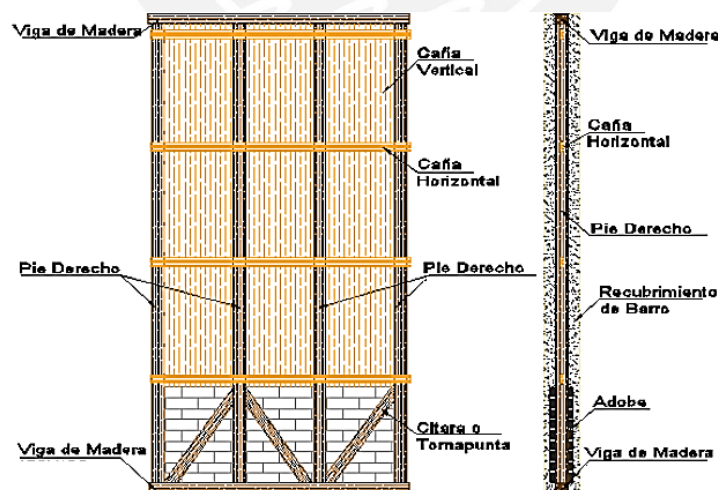 Viga de Madera
Caña
Vertical
Caña
Horizontal
Pie Derecho
Pie Derecho
Citara o
Tornapunta
Viga de Madera
Viga de Madera
Caña
Horizontal
Pie Derecho
Recubrimiento
de Barro
Adobe
Viga de Madera